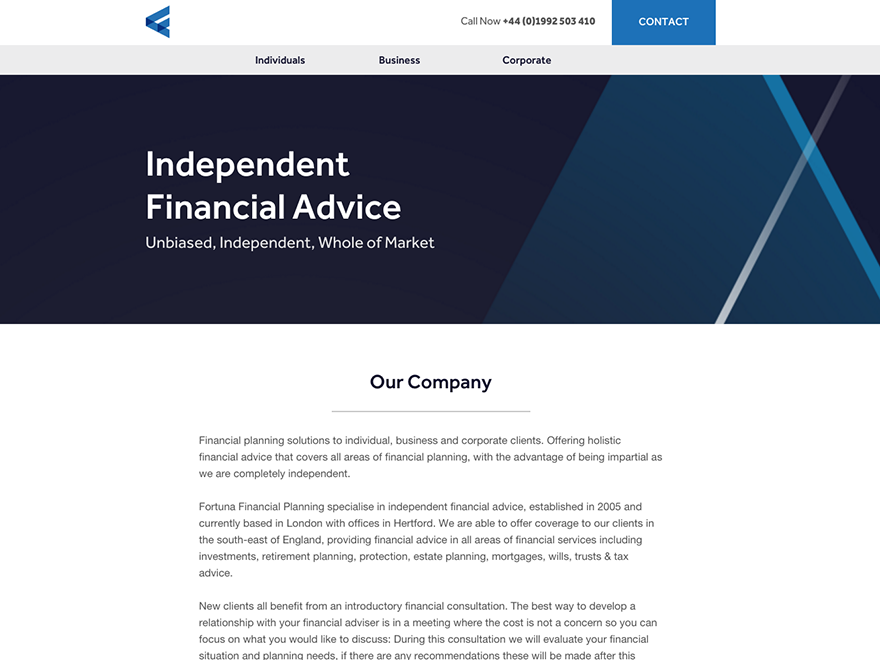 Call Now +44 (0)1992 503 410
CONTACT
Individuals
Business
Corporate
Independent
Financial Advice
Unbiased, Independent, Whole of Market
Our Company
Financial planning solutions to individual, business and corporate clients. Offering holistic
financial advice that covers all areas of financial planning, with the advantage of being impartial as
we are completely independent.
Fortuna Financial Planning specialise in independent financial advice, established in 2005 and
currently based in London with offices in Hertford. We are able to offer coverage to our clients in
the south-east of England, providing financial advice in all areas of financial services including
investments, retirement planning, protection, estate planning, mortgages, wills, trusts & tax
advice.
New clients all benefit from an introductory financial consultation. The best way to develop a
relationship with your financial adviser is in a meeting where the cost is not a concern so you can
focus on what you would like to discuss: During this consultation we will evaluate your financial
situation and planning needs, if there are any recommendations these will be made after this